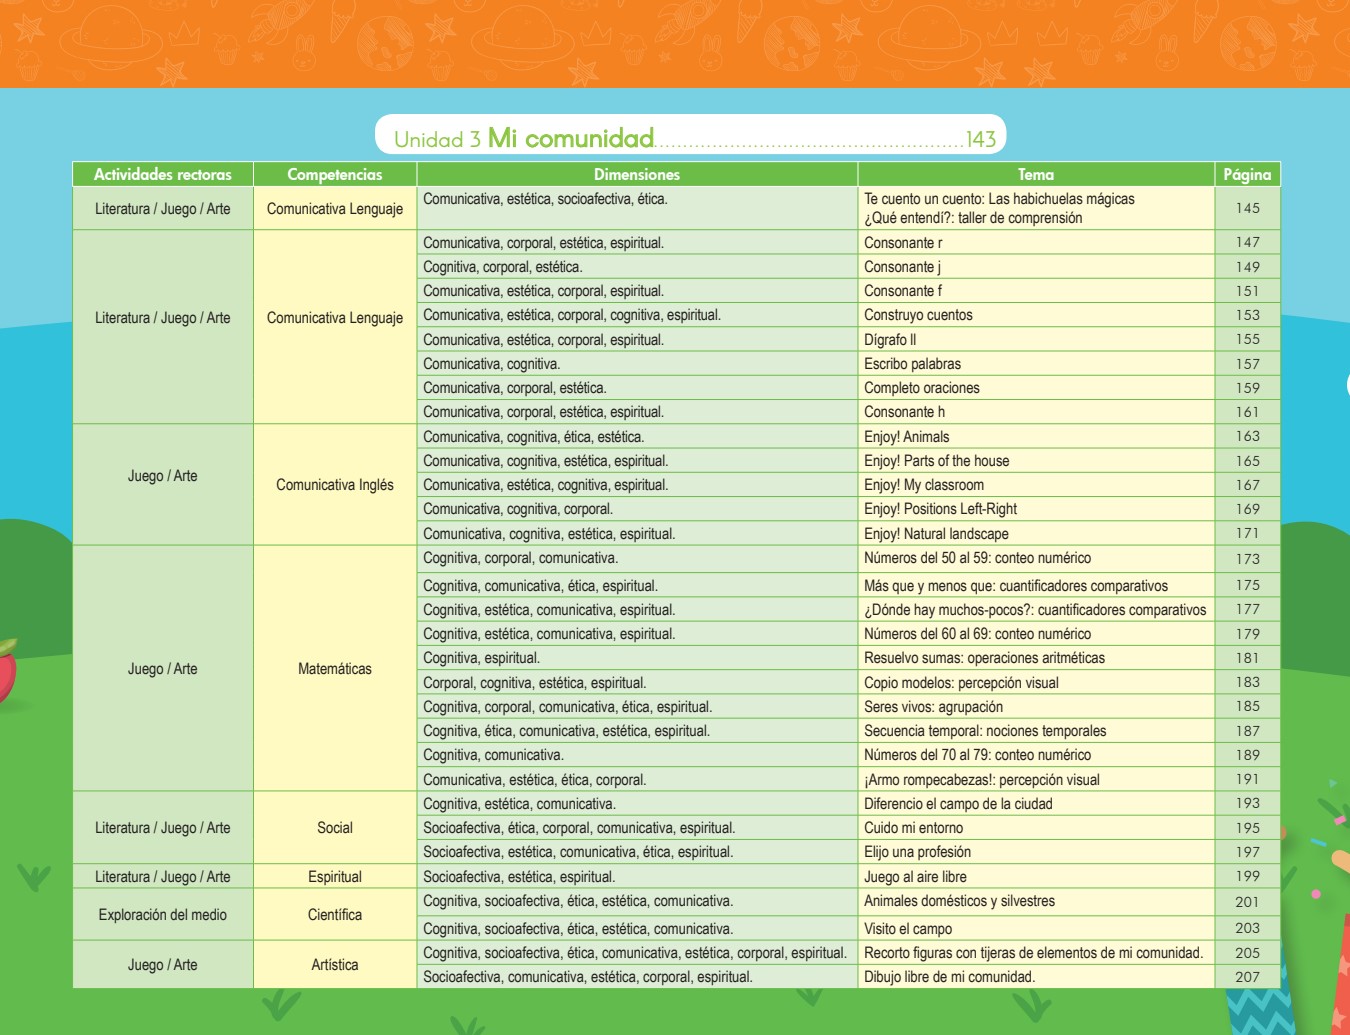 Unidad 3 Mi comunidad......................................................143
Actividades rectoras Competencias Dimensiones Tema Página
Literatura / Juego / Arte Comunicativa Lenguaje Comunicativa, estética, socioafectiva, ética. Te cuento un cuento: Las habichuelas mágicas 145
¿Qué entendí?: taller de comprensión
Literatura / Juego / Arte Comunicativa Lenguaje Comunicativa, corporal, estética, espiritual. Consonante r 147
Cognitiva, corporal, estética. Consonante j 149
Comunicativa, estética, corporal, espiritual. Consonante f 151
Comunicativa, estética, corporal, cognitiva, espiritual. Construyo cuentos 153
Comunicativa, estética, corporal, espiritual. Dígrafo ll 155
Comunicativa, cognitiva. Escribo palabras 157
Comunicativa, corporal, estética. Completo oraciones 159
Comunicativa, corporal, estética, espiritual. Consonante h 161
Juego / Arte Comunicativa Inglés Comunicativa, cognitiva, ética, estética. Enjoy! Animals 163
Comunicativa, cognitiva, estética, espiritual. Enjoy! Parts of the house 165
Comunicativa, estética, cognitiva, espiritual. Enjoy! My classroom 167
Comunicativa, cognitiva, corporal. Enjoy! Positions Left-Right 169
Comunicativa, cognitiva, estética, espiritual. Enjoy! Natural landscape 171
Juego / Arte Matemáticas Cognitiva, corporal, comunicativa. Números del 50 al 59: conteo numérico 173
Cognitiva, comunicativa, ética, espiritual. Más que y menos que: cuantificadores comparativos 175
Cognitiva, estética, comunicativa, espiritual. ¿Dónde hay muchos-pocos?: cuantificadores comparativos 177
Cognitiva, estética, comunicativa, espiritual. Números del 60 al 69: conteo numérico 179
Cognitiva, espiritual. Resuelvo sumas: operaciones aritméticas 181
Corporal, cognitiva, estética, espiritual. Copio modelos: percepción visual 183
Cognitiva, corporal, comunicativa, ética, espiritual. Seres vivos: agrupación 185
Cognitiva, ética, comunicativa, estética, espiritual. Secuencia temporal: nociones temporales 187
Cognitiva, comunicativa. Números del 70 al 79: conteo numérico 189
Comunicativa, estética, ética, corporal. ¡Armo rompecabezas!: percepción visual 191
Literatura / Juego / Arte Social Cognitiva, estética, comunicativa. Diferencio el campo de la ciudad 193
Socioafectiva, ética, corporal, comunicativa, espiritual. Cuido mi entorno 195
Socioafectiva, estética, comunicativa, ética, espiritual. Elijo una profesión 197
Literatura / Juego / Arte Espiritual Socioafectiva, estética, espiritual. Juego al aire libre 199
Exploración del medio Científica Cognitiva, socioafectiva, ética, estética, comunicativa. Animales domésticos y silvestres 201
Cognitiva, socioafectiva, ética, estética, comunicativa. Visito el campo 203
Juego / Arte Artística Cognitiva, socioafectiva, ética, comunicativa, estética, corporal, espiritual. Recorto figuras con tijeras de elementos de mi comunidad. 205
Socioafectiva, comunicativa, estética, corporal, espiritual. Dibujo libre de mi comunidad. 207